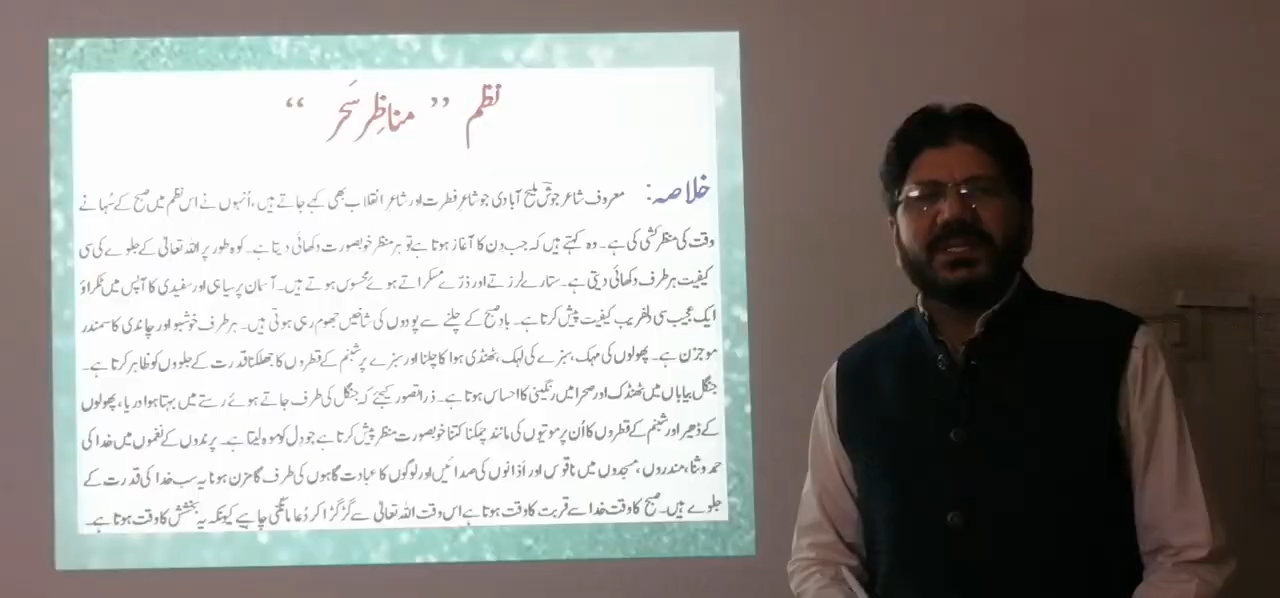 نظم ” مناظِر سَحَر “
خلاصہ: معروف شاعر جوشؔ ملیح آبادی جو شاعر فطرت اور شاعر انقلاب بھی کہے جاتے ہیں، اُنہوں نے اس نظم میں صبح کے سُہانے
وقت کی منظر کشی کی ہے۔ وہ کہتے ہیں کہ جب دن کا آغاز ہوتا ہے تو ہر منظر خوبصورت دکھائی دیتا ہے۔ کوہ طور پر اللہ تعالیٰ کے جلوے کی سی
کیفیت ہر طرف دکھائی دیتی ہے۔ ستارے لرزتے اور ذرّے مسکراتے ہوئے محسوس ہوتے ہیں۔ آسمان پر سیاہی اور سفیدی کا آپس میں ٹکراؤ
ایک عجیب سی دلفریب کیفیت پیش کرتا ہے۔ بادِ صبح کے چلنے سے پودوں کی شاخیں جھوم رہی ہوتی ہیں۔ ہر طرف خوشبو اور چاندی کا سمندر
موجزن ہے۔ پھولوں کی مہک، سبزے کی لہک، ٹھنڈی ہوا کا چلنا اور سبزے پر شبنم کے قطروں کا جھلکنا قدرت کے جلووں کو ظاہر کرتا ہے۔
جنگل بیاباں میں ٹھنڈک اور صحرا میں رنگینی کا احساس ہوتا ہے۔ ذرا تصور کیجئے کہ جنگل کی طرف جاتے ہوئے رستے میں بہتا ہوا دریا، پھولوں
کے ڈھیر اور شبنم کے قطروں کا اُن پر موتیوں کی مانند چمکنا کتنا خوبصورت منظر پیش کرتا ہے جو دِل کو موہ لیتا ہے۔ پرندوں کے نغموں میں خدا کی
حمد و ثنا، مندروں، مسجدوں میں ناقوس اور اذانوں کی صدائیں اور لوگوں کا عبادت گاہوں کی طرف گامزن ہونا یہ سب خدا کی قدرت کے
جلوے ہیں۔ صبح کا وقت خدا سے قربت کا وقت ہوتا ہے اس وقت اللہ تعالیٰ سے گڑگڑا کر دُعا مانگنی چاہیے کیونکہ یہ بخشش کا وقت ہوتا ہے۔